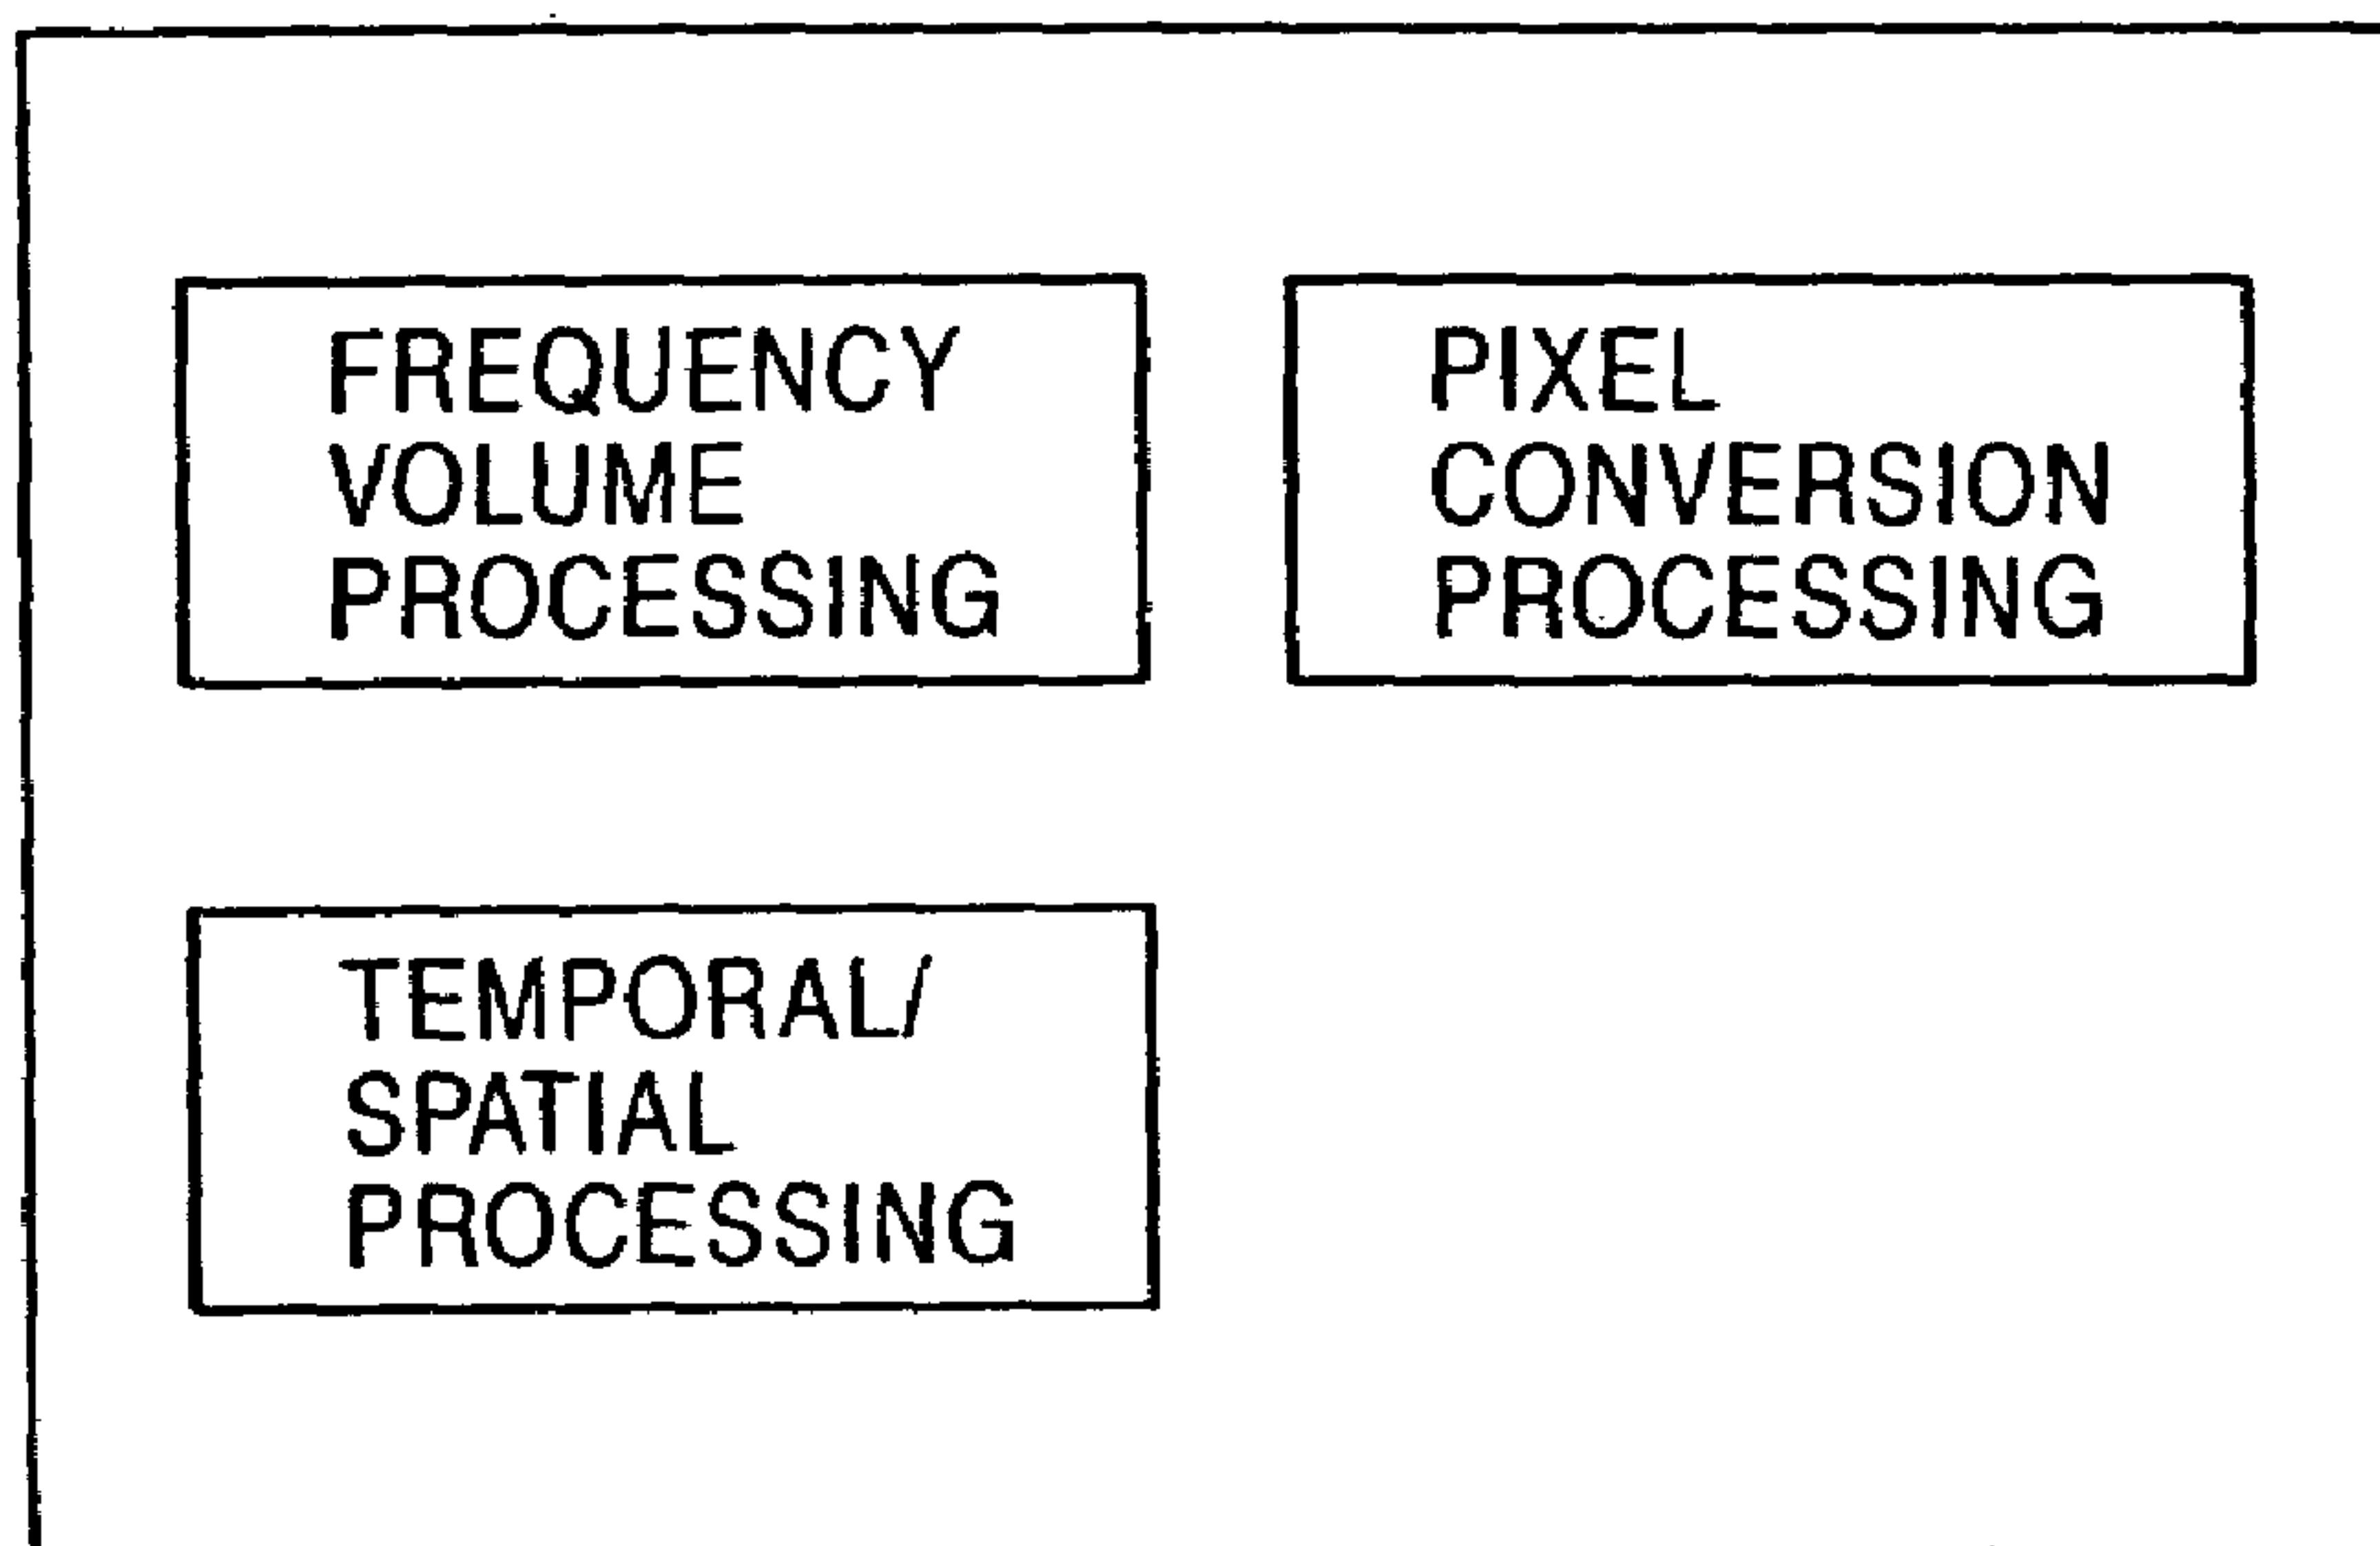 FREQUENCY
VOLUME
PROCESSING
PIXEL
CONVERSION
PROCESSING
TEMPORAL/
SPATIAL
PROCESSING